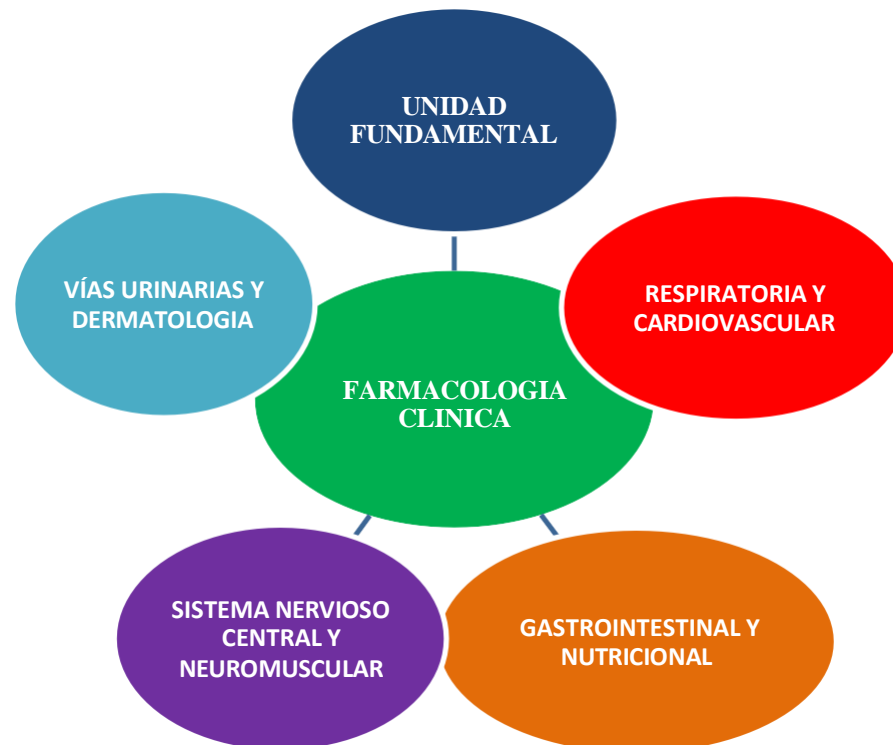 UNIDAD
FUNDAMENTAL
VÍAS URINARIAS Y
DERMATOLOGIA
RESPIRATORIA Y
CARDIOVASCULAR
FARMACOLOGIA
CLINICA
SISTEMA NERVIOSO
CENTRAL Y
NEUROMUSCULAR
GASTROINTESTINAL Y
NUTRICIONAL